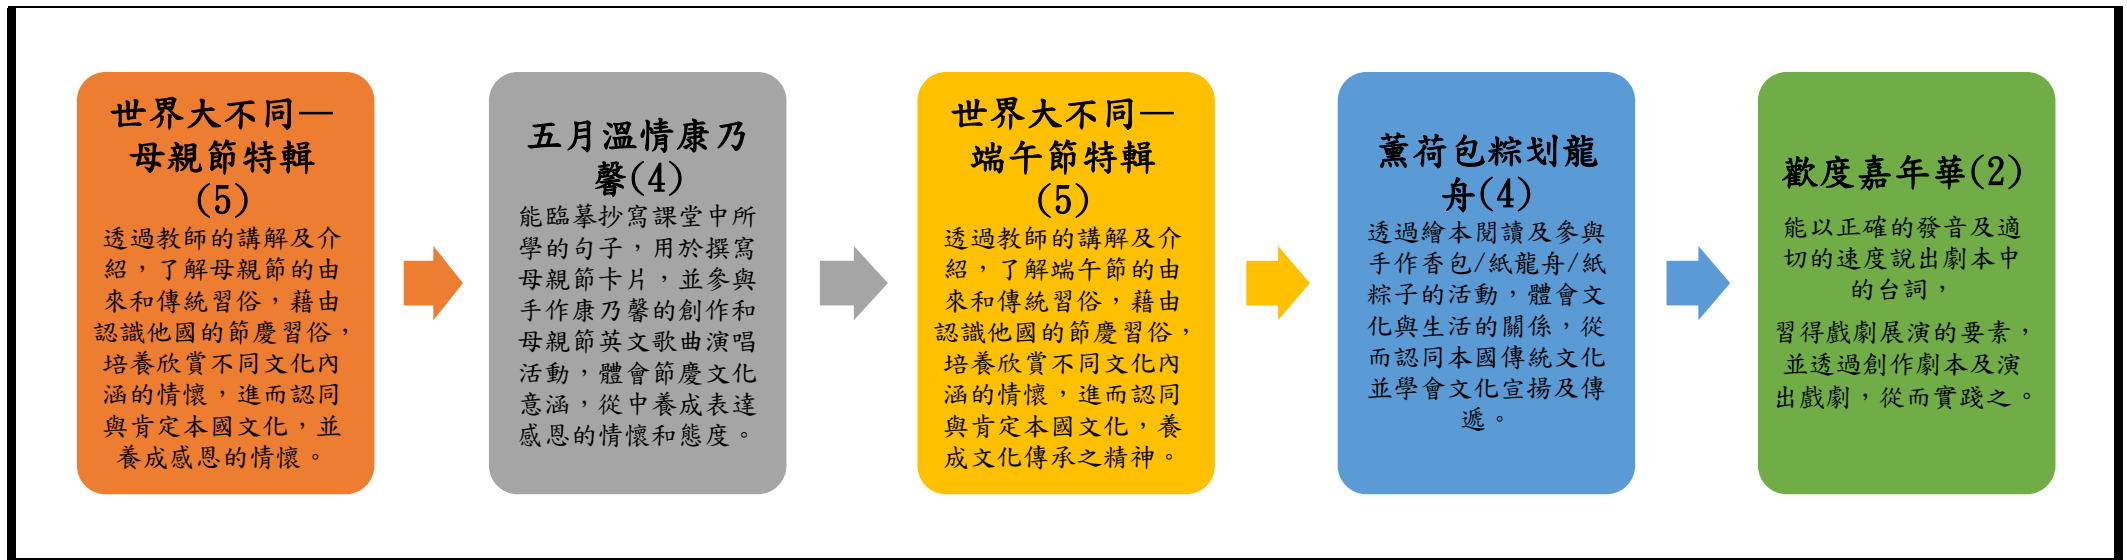 世界大不同—
母親節特輯
(5)
透過教師的講解及介
紹，了解母親節的由
來和傳統習俗，藉由
認識他國的節慶習俗，
培養欣賞不同文化內
涵的情懷，進而認同
與肯定本國文化，並
養成感恩的情懷。
五月溫情康乃
馨(4)
能臨摹抄寫課堂中所
學的句子，用於撰寫
母親節卡片，並參與
手作康乃馨的創作和
母親節英文歌曲演唱
活動，體會節慶文化
意涵，從中養成表達
感恩的情懷和態度。
世界大不同—
端午節特輯
(5)
透過教師的講解及介
紹，了解端午節的由
來和傳統習俗，藉由
認識他國的節慶習俗，
培養欣賞不同文化內
涵的情懷，進而認同
與肯定本國文化，養
成文化傳承之精神。
薰荷包粽划龍
舟(4)
透過繪本閱讀及參與
手作香包/紙龍舟/紙
粽子的活動，體會文
化與生活的關係，從
而認同本國傳統文化
並學會文化宣揚及傳
遞。
歡度嘉年華(2)
能以正確的發音及適
切的速度說出劇本中
的台詞，
習得戲劇展演的要素，
並透過創作劇本及演
出戲劇，從而實踐之。